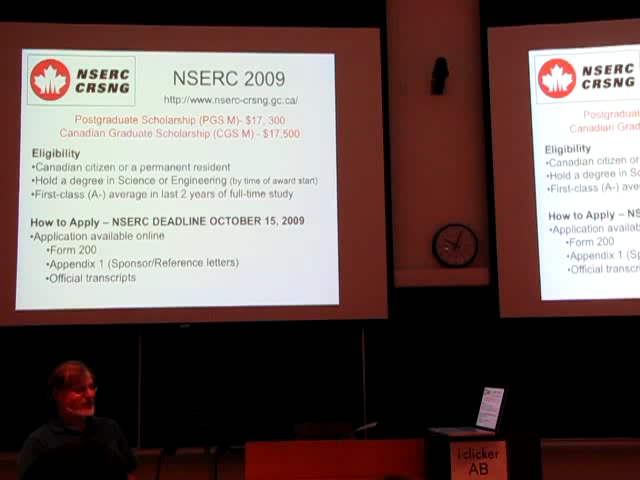 NSERC
CRSNG
NSERC 2009
http://www.nserc-crsng.gc.ca/
Postgraduate Scholarship (PGS M)- $17, 300
Canadian Graduate Scholarship (CGS M) - $17,500
Eligibility
•Canadian citizen or a permanent resident
•Hold a degree in Science or Engineering (by time of award start)
•First-class (A-) average in last 2 years of full-time study
How to Apply – NSERC DEADLINE OCTOBER 15, 2009
•Application available online
•Form 200
•Appendix 1 (Sponsor/Reference letters)
•Official transcripts
NSERC
CRSNG
Postgraduat
Canadian Grad
Eligibility
•Canadian citizen or
•Hold a degree in Sc
•First-class (A-) ave
How to Apply – NS
•Application availab
•Form 200
•Appendix 1 (Sp
•Official transcri
i clicker
AB